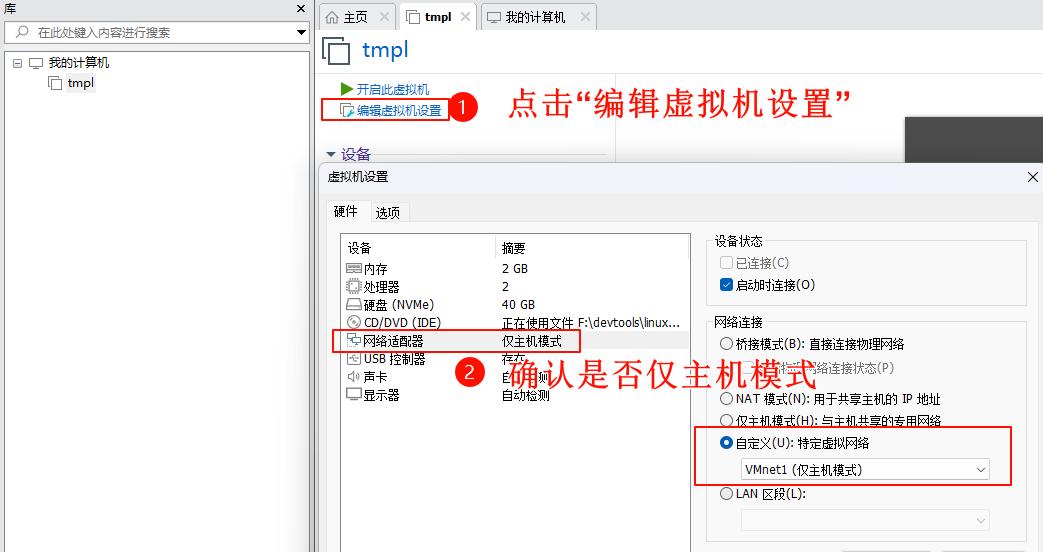 库
主页
tmpl
我的计算机
在此处键入内容进行搜索
我的计算机
tmpl
tmpl
开启此虚拟机
编辑虚拟机设置
1
点击“编辑虚拟机设置”
设备
虚拟机设置
硬件
选项
设备 摘要
内存 2 GB
处理器 2
硬盘 (NVMe) 40 GB
CD/DVD (IDE) 正在使用文件 F:\devtools\linux...
网络适配器 仅主机模式
USB 控制器 存在
声卡 自动检测
显示器 自动检测
2
确认是否仅主机模式
设备状态
已连接(C)
启动时连接(O)
网络连接
桥接模式(B): 直接连接物理网络
网络连接状态(P)
NAT 模式(N): 用于共享主机的 IP 地址
仅主机模式(H): 与主机共享的专用网络
自定义(U): 特定虚拟网络
VMnet1 (仅主机模式)
LAN 区段(L):